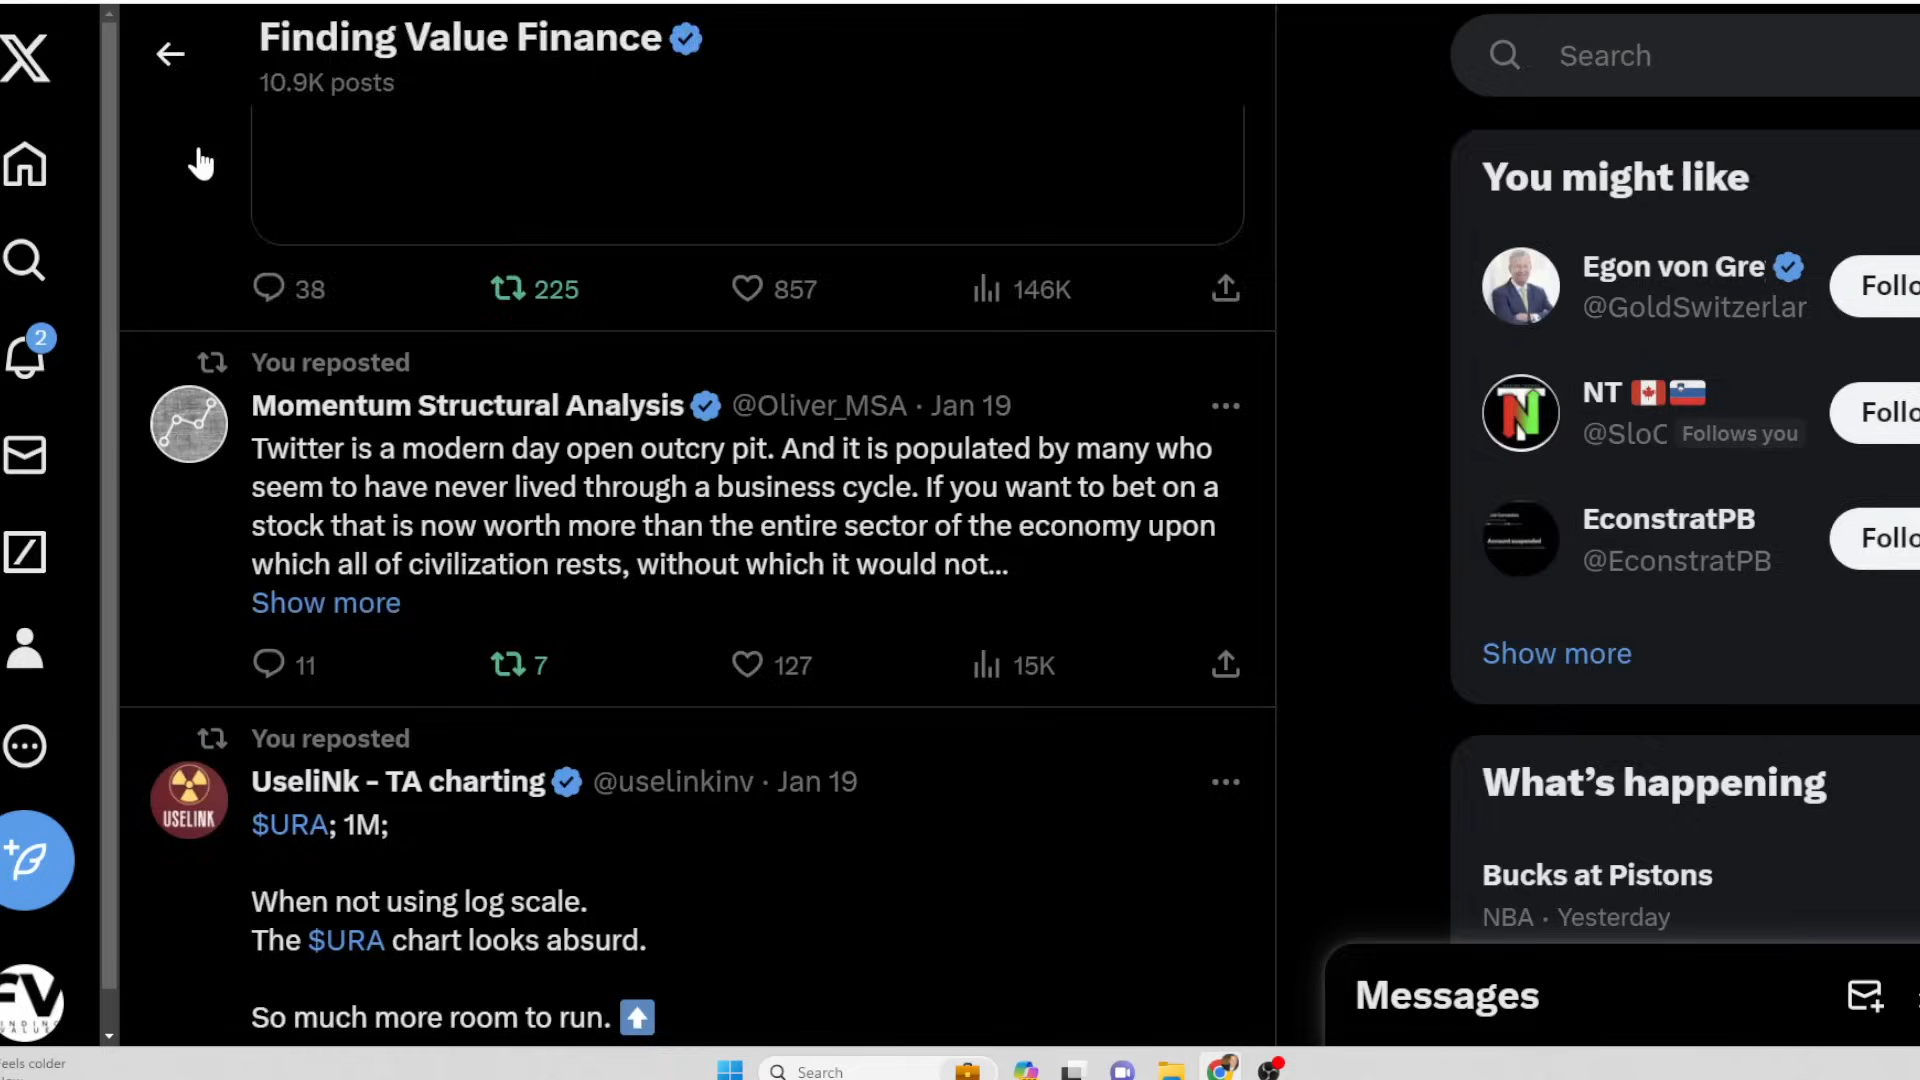 Finding Value Finance
10.9K posts
Search
38
225
857
146K
You might like
Egon von Gre
@GoldSwitzerlar
Follo
NT
@SloC
Follows you
Follo
EconstratPB
@EconstratPB
Follo
Show more
2
You reposted
Momentum Structural Analysis @Oliver_MSA · Jan 19
Twitter is a modern day open outcry pit. And it is populated by many who
seem to have never lived through a business cycle. If you want to bet on a
stock that is now worth more than the entire sector of the economy upon
which all of civilization rests, without which it would not...
Show more
11
7
127
15K
You reposted
UseliNk - TA charting @uselinkinv · Jan 19
USELINK
$URA; 1M;
When not using log scale.
The $URA chart looks absurd.
So much more room to run.
What's happening
Bucks at Pistons
NBA · Yesterday
Messages
FV
eels colder
Search